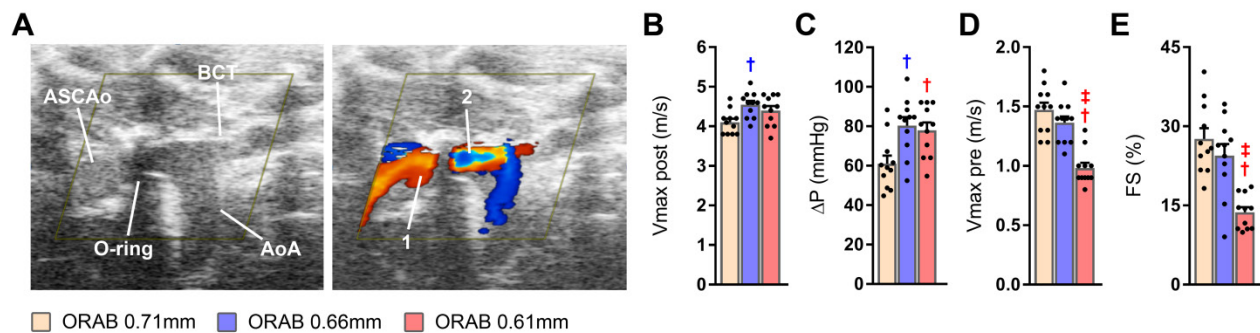 A
BCT
ASCAo
O-ring
AoA
2
1
B
Vmax post (m/s)
6
5
4
3
2
1
0
†
C
ΔP (mmHg)
120
100
80
60
40
20
0
†
†
D
Vmax pre (m/s)
2.0
1.5
1.0
0.5
0.0
‡
†
E
FS (%)
45
30
15
0
‡
†
ORAB 0.71mm
ORAB 0.66mm
ORAB 0.61mm